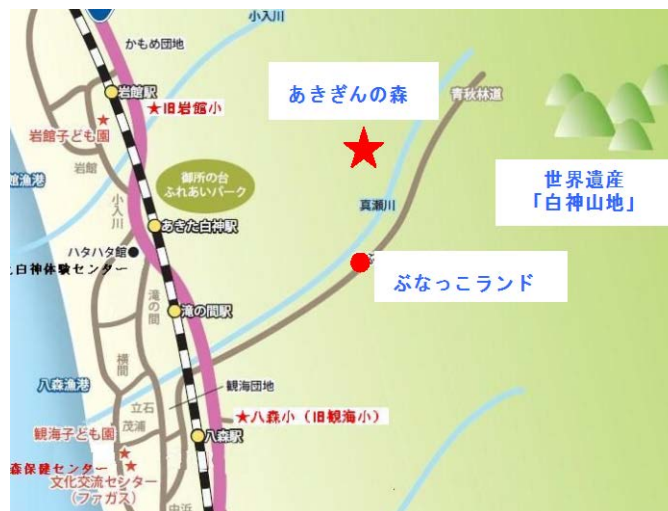 小入川
かもめ団地
岩館駅
★旧岩館小
岩館子ども園
岩館
御所の台
ふれあいパーク
小入川
あきた白神駅
ハタハタ館
白神体験センター
滝の間
滝の間駅
横間
八森漁港
観海団地
立石
茂浦
★八森小（旧観海小）
観海子ども園
八森駅
森保健センター
文化交流センター
（ファガス）
中浜
あきぎんの森
青秋林道
真瀬川
世界遺産
「白神山地」
ぶなっこランド
館漁港